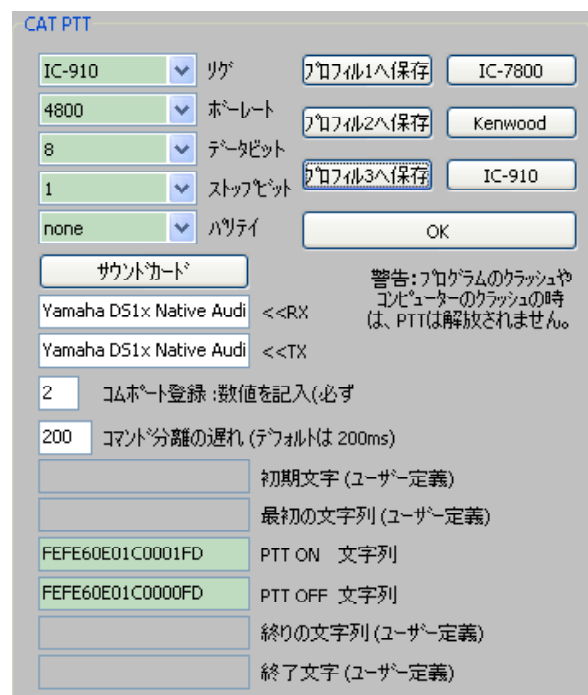 CAT PTT
IC-910 リグ プロフィル1へ保存 IC-7800
4800 ボーレート プロフィル2へ保存 Kenwood
8 データビット
1 ストップビット プロフィル3へ保存 IC-910
none パリティ OK
サウンドカード
警告:プログラムのクラッシュや
コンピューターのクラッシュの時
は、PTTは解放されません。
Yamaha DS1x Native Audi <<RX
Yamaha DS1x Native Audi <<TX
2 コムポート登録:数値を記入(必ず
200 コマンド分離の遅れ(デフォルトは 200ms)
初期文字(ユーザー定義)
最初の文字列(ユーザー定義)
FEFE60E01C0001FD PTT ON 文字列
FEFE60E01C0000FD PTT OFF 文字列
終りの文字列(ユーザー定義)
終了文字(ユーザー定義)